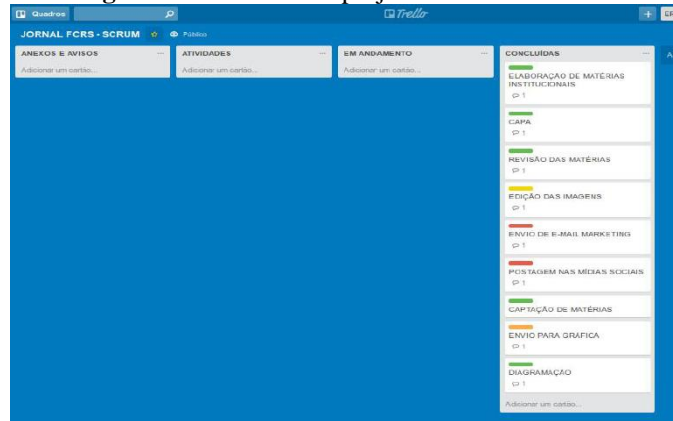 Quadros
Trello
+
JORNAL FCRS - SCRUM
Público
ANEXOS E AVISOS
Adicionar um cartão...
ATIVIDADES
Adicionar um cartão...
EM ANDAMENTO
Adicionar um cartão...
CONCLUÍDAS
ELABORAÇÃO DE MATÉRIAS
INSTITUCIONAIS
1
CAPA
1
REVISÃO DAS MATÉRIAS
1
EDIÇÃO DAS IMAGENS
1
ENVIO DE E-MAIL MARKETING
1
POSTAGEM NAS MÍDIAS SOCIAIS
1
CAPTAÇÃO DE MATÉRIAS
ENVIO PARA GRÁFICA
1
DIAGRAMAÇÃO
1
Adicionar um cartão...